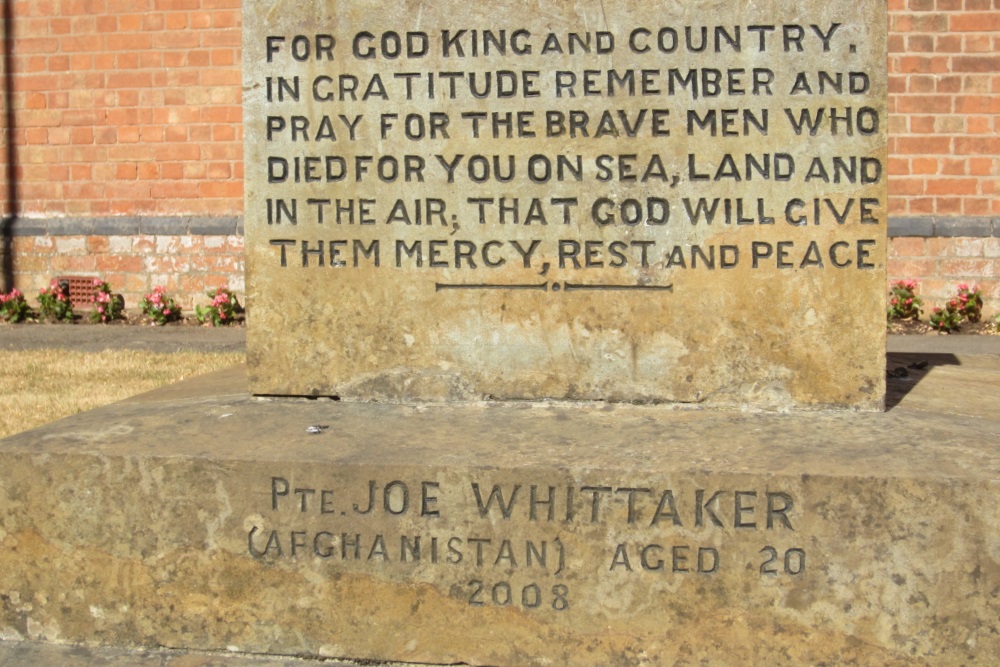 FOR GOD KING AND COUNTRY.
IN GRATITUDE REMEMBER AND
PRAY FOR THE BRAVE MEN WHO
DIED FOR YOU ON SEA, LAND AND
IN THE AIR; THAT GOD WILL GIVE
THEM MERCY, REST AND PEACE
PTE. JOE WHITTAKER
(AFGHANISTAN) AGED 20
2008